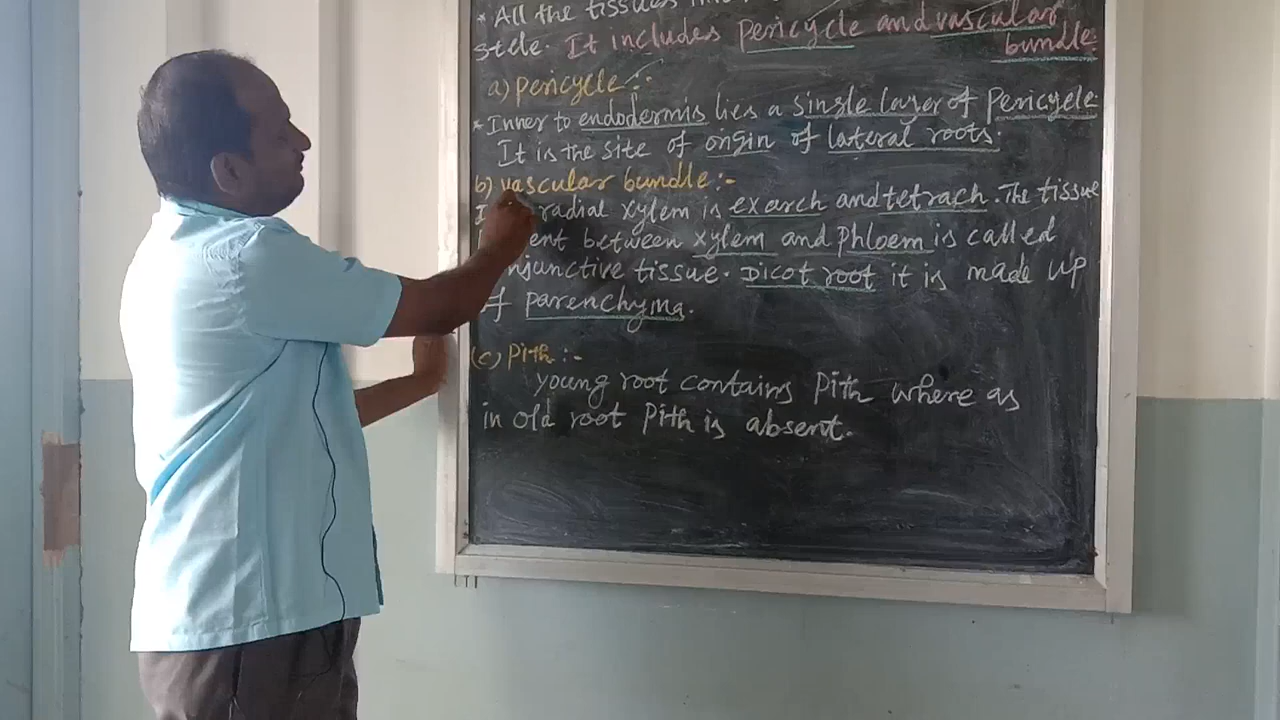 * All the tissues
stele. It includes pericycle and vascular
bundle.
a) Pericycle :-
* Inner to endodermis lies a single layer of Pericycle.
It is the site of origin of lateral roots.
b) vascular bundle :-
radial xylem is exarch and tetrach. The tissue
between xylem and phloem is called
tissue. Dicot root it is made up
parenchyma.
(c) Pith :-
young root contains Pith where as
in old root Pith is absent.